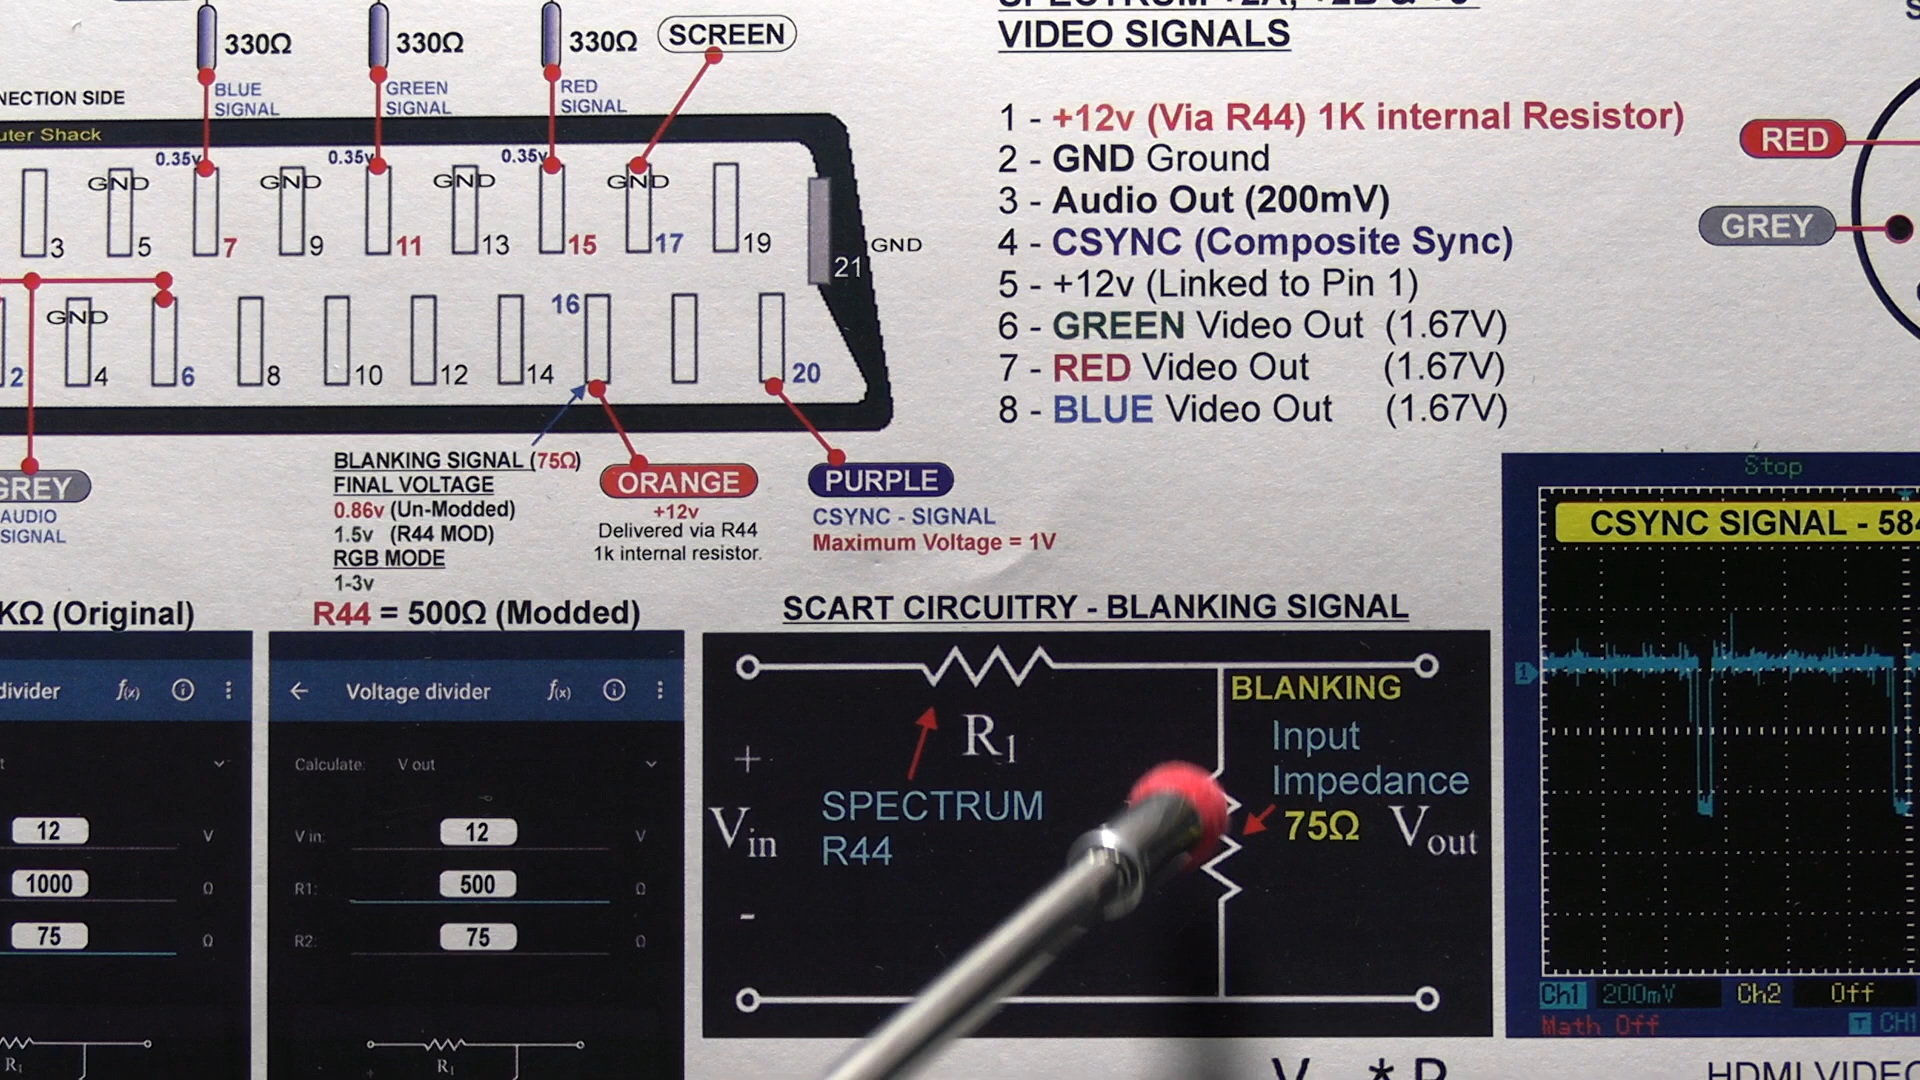 VIDEO SIGNALS
330Ω
330Ω
330Ω
SCREEN
BLUE
SIGNAL
GREEN
SIGNAL
RED
SIGNAL
1 - +12v (Via R44) 1K internal Resistor)
2 - GND Ground
3 - Audio Out (200mV)
4 - CSYNC (Composite Sync)
5 - +12v (Linked to Pin 1)
6 - GREEN Video Out (1.67V)
7 - RED Video Out (1.67V)
8 - BLUE Video Out (1.67V)
RED
GREY
SIDE
Shack
0.35v
0.35v
0.35v
GND
GND
GND
GND
3
5
7
9
11
13
15
17
19
21
GND
GND
16
2
4
6
8
10
12
14
20
GREY
AUDIO
SIGNAL
BLANKING SIGNAL (75Ω)
FINAL VOLTAGE
0.86v (Un-Modded)
1.5v (R44 MOD)
RGB MODE
1-3v
ORANGE
+12v
Delivered via R44
1k internal resistor.
PURPLE
CSYNC - SIGNAL
Maximum Voltage = 1V
KΩ (Original)
R44 = 500Ω (Modded)
SCART CIRCUITRY - BLANKING SIGNAL
divider f(x)
12 V
1000 Ω
75 Ω
R1
Voltage divider f(x)
Calculate: V out
V in: 12 V
R1: 500 Ω
R2: 75 Ω
R1
+
Vin
-
R1
SPECTRUM
R44
BLANKING
Input
Impedance
75Ω
Vout
Stop
CSYNC SIGNAL - 584
1
Ch1 200mV Ch2 Off
Math Off T CH1
HDMI VIDEO